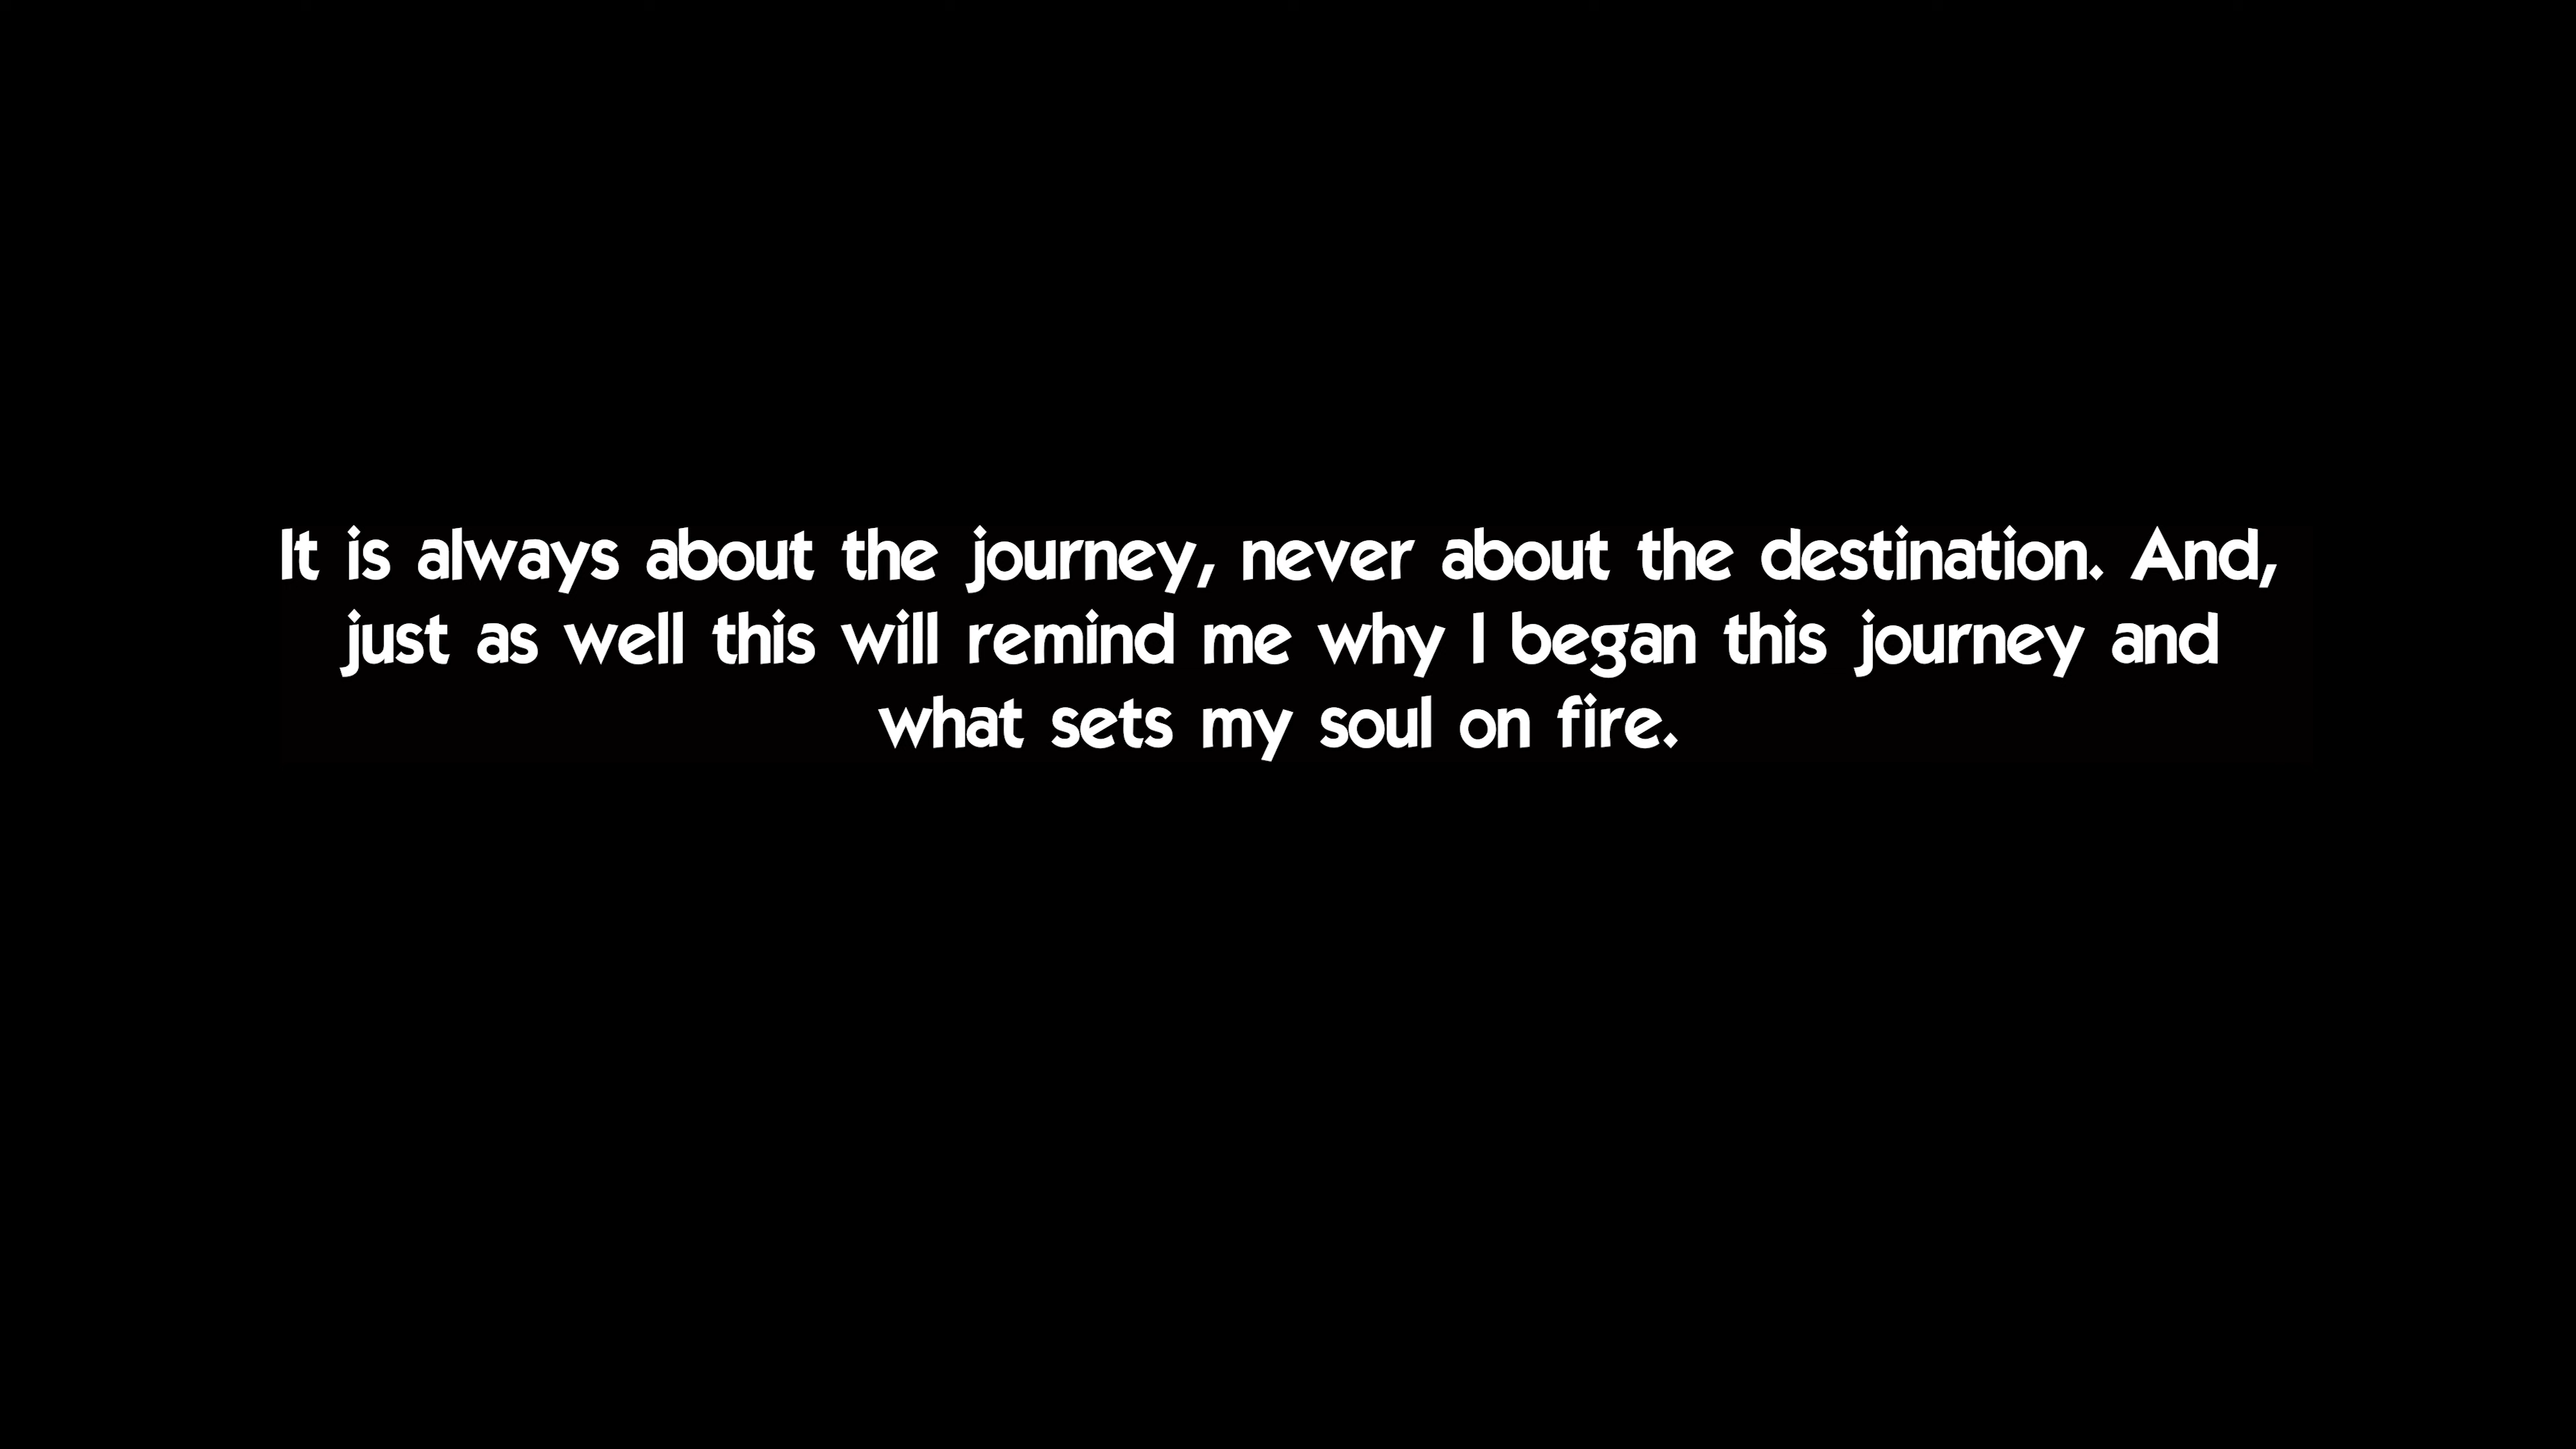 It is always about the journey, never about the destination. And,
just as well this will remind me why I began this journey and
what sets my soul on fire.